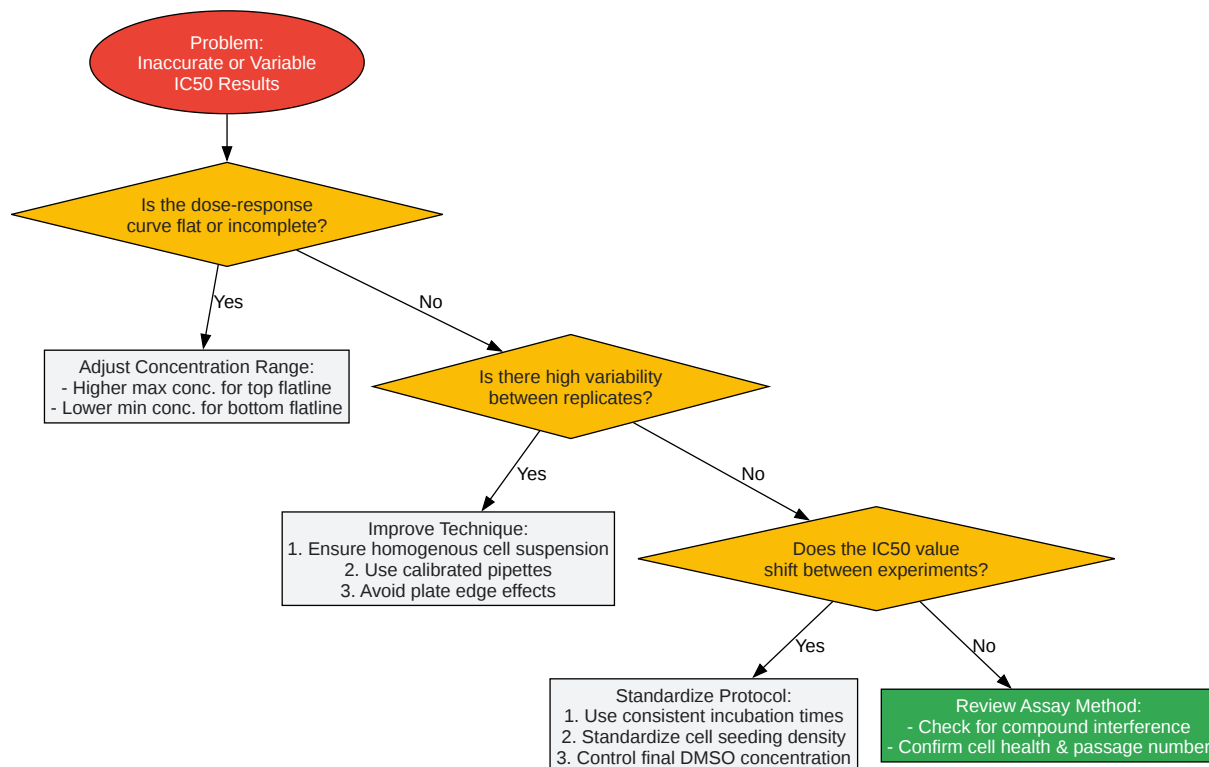 Problem:
Inaccurate or Variable
IC50 Results
Is the dose-response
curve flat or incomplete?
Yes
No
Adjust Concentration Range:
- Higher max conc. for top flatline
- Lower min conc. for bottom flatline
Is there high variability
between replicates?
Yes
No
Improve Technique:
1. Ensure homogenous cell suspension
2. Use calibrated pipettes
3. Avoid plate edge effects
Does the IC50 value
shift between experiments?
Yes
No
Standardize Protocol:
1. Use consistent incubation times
2. Standardize cell seeding density
3. Control final DMSO concentration
Review Assay Method:
- Check for compound interference
- Confirm cell health & passage number